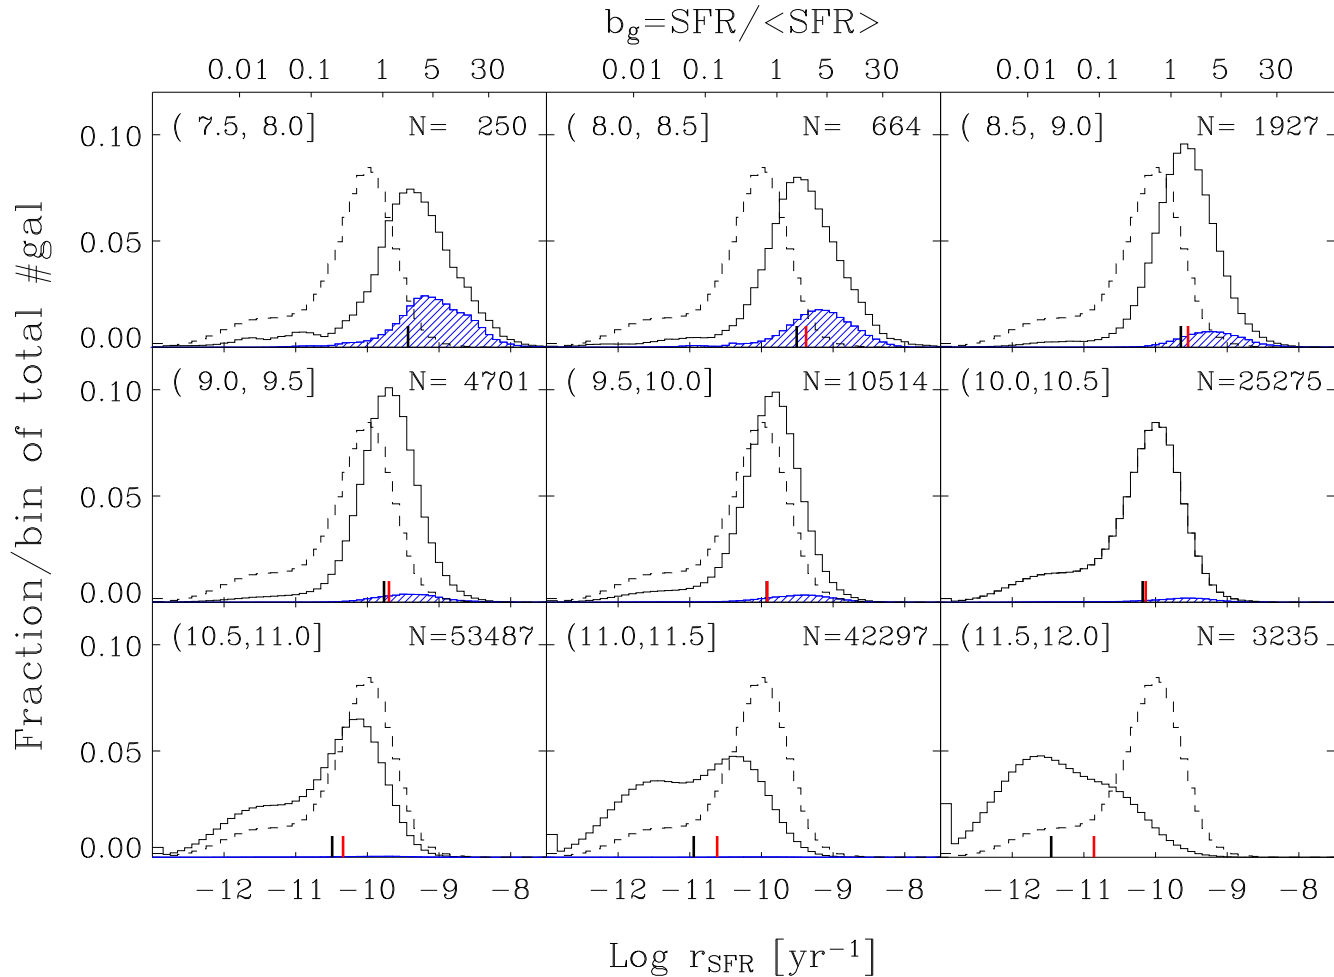 b_g=SFR/<SFR>
0.01 0.1 1 5 30 0.01 0.1 1 5 30 0.01 0.1 1 5 30
( 7.5, 8.0] N= 250 ( 8.0, 8.5] N= 664 ( 8.5, 9.0] N= 1927
0.10
0.05
0.00
( 9.0, 9.5] N= 4701 ( 9.5,10.0] N=10514 (10.0,10.5] N=25275
0.10
0.05
0.00
(10.5,11.0] N=53487 (11.0,11.5] N=42297 (11.5,12.0] N= 3235
0.10
0.05
0.00
−12 −11 −10 −9 −8 −12 −11 −10 −9 −8 −12 −11 −10 −9 −8
Log r_SFR [yr⁻¹]
Fraction/bin of total #gal